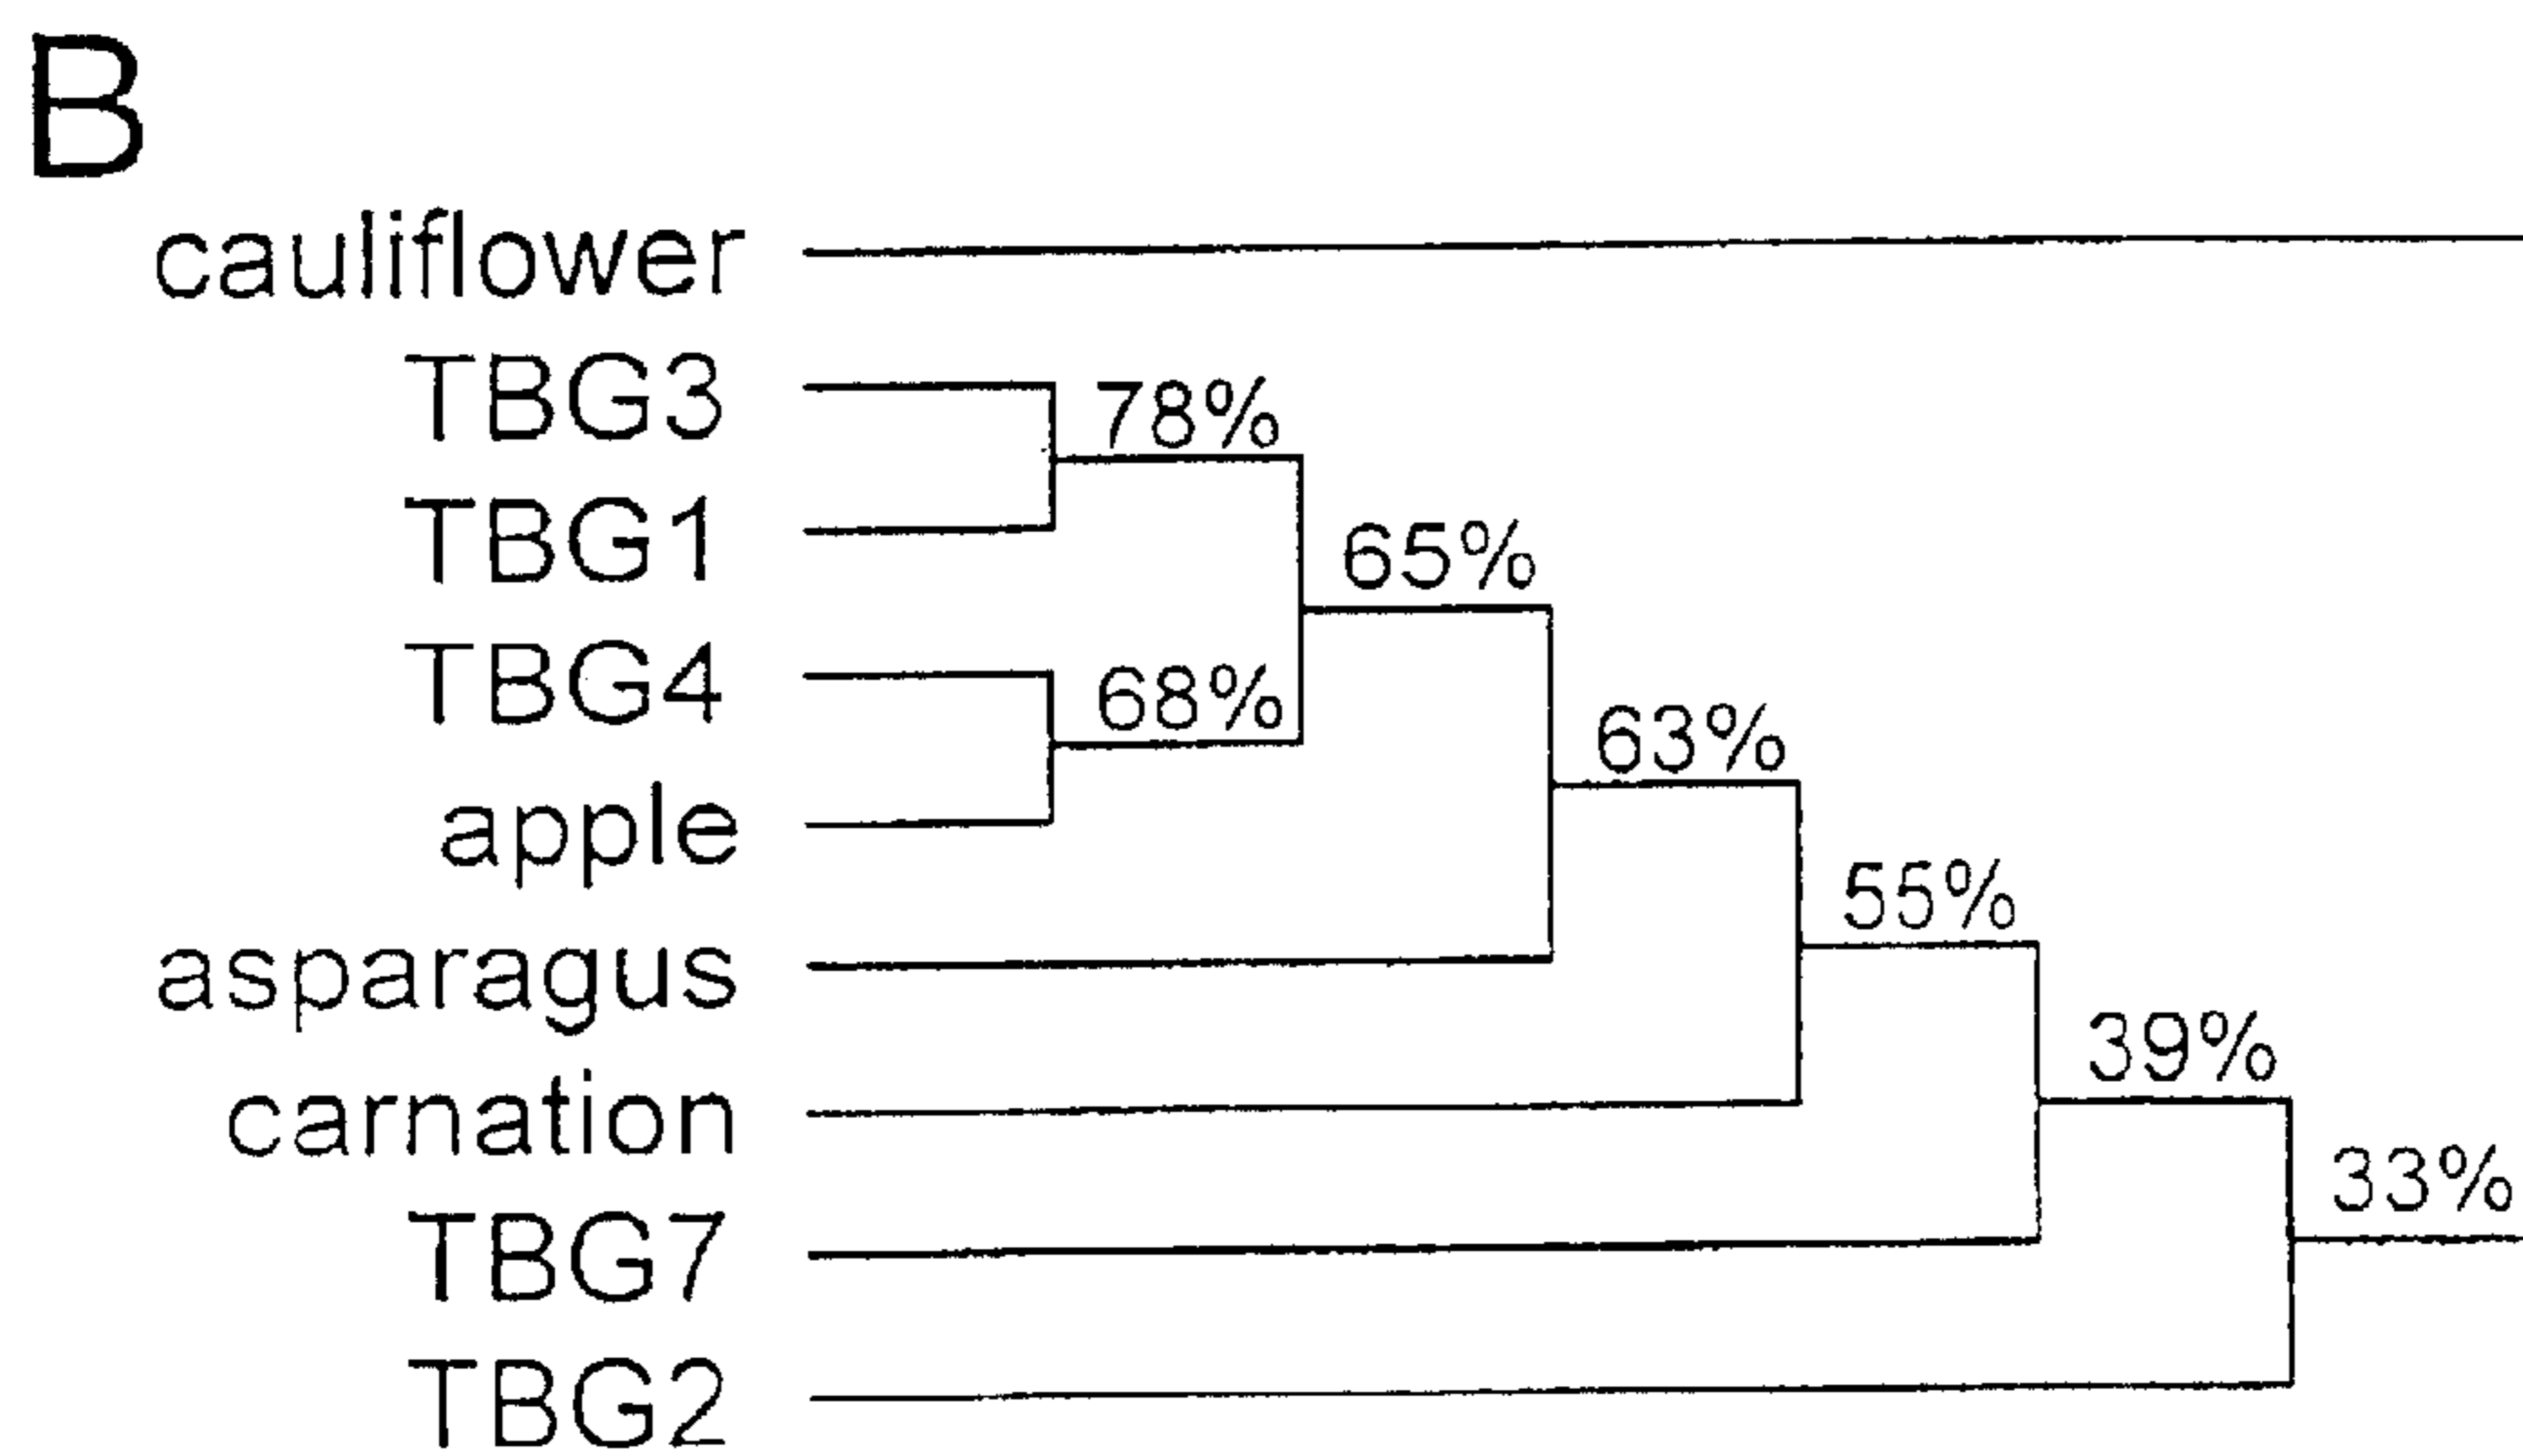 B
cauliflower
TBG3
78%
TBG1
65%
TBG4
68%
63%
apple
55%
asparagus
39%
carnation
33%
TBG7
TBG2